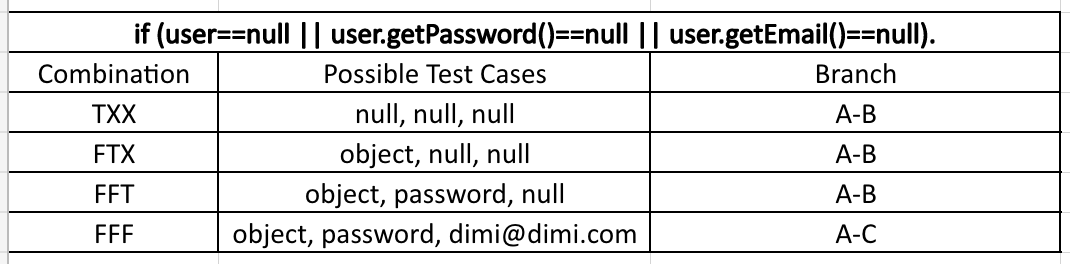 if (user==null || user.getPassword()==null || user.getEmail()==null).
Combination Possible Test Cases Branch
TXX null, null, null A-B
FTX object, null, null A-B
FFT object, password, null A-B
FFF object, password, dimi@dimi.com A-C